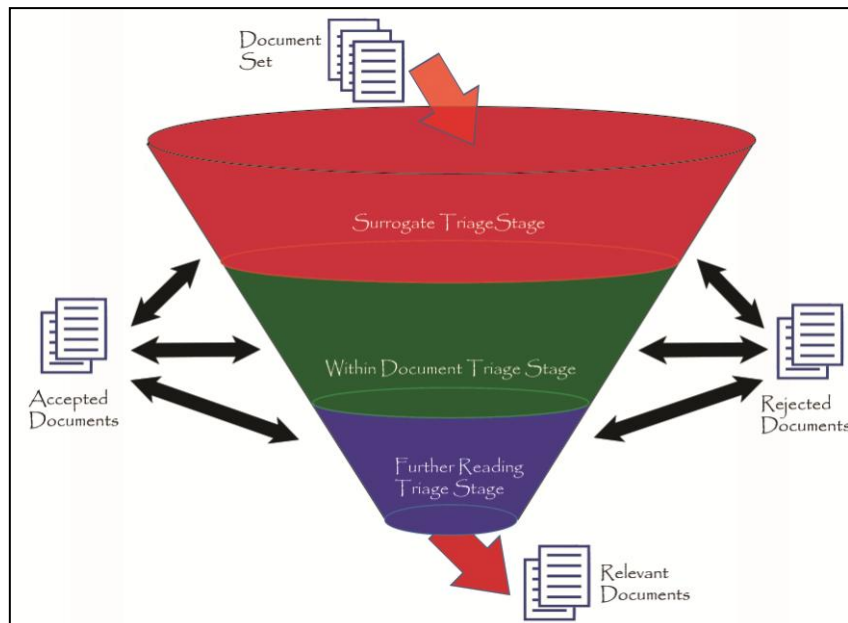 Document
Set
Surrogate TriageStage
Within Document Triage Stage
Accepted
Documents
Rejected
Documents
Further Reading
Triage Stage
Relevant
Documents